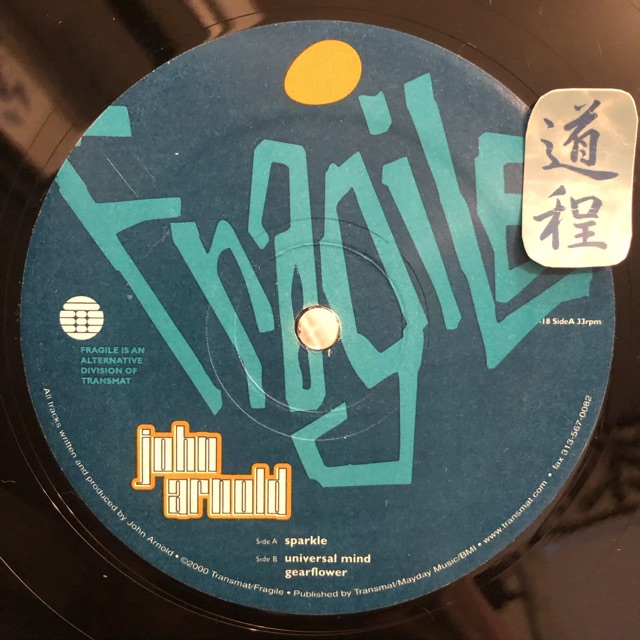 Fragile
道
程
-18 SideA 33rpm
FRAGILE IS AN
ALTERNATIVE
DIVISION OF
TRANSMAT
john
arnold
Side A sparkle
Side B universal mind
gearflower
All tracks written and produced by John Arnold • ©2000 Transmat/Fragile • Published by Transmat/Mayday Music/BMI • www.transmat.com • fax 313-567-0082